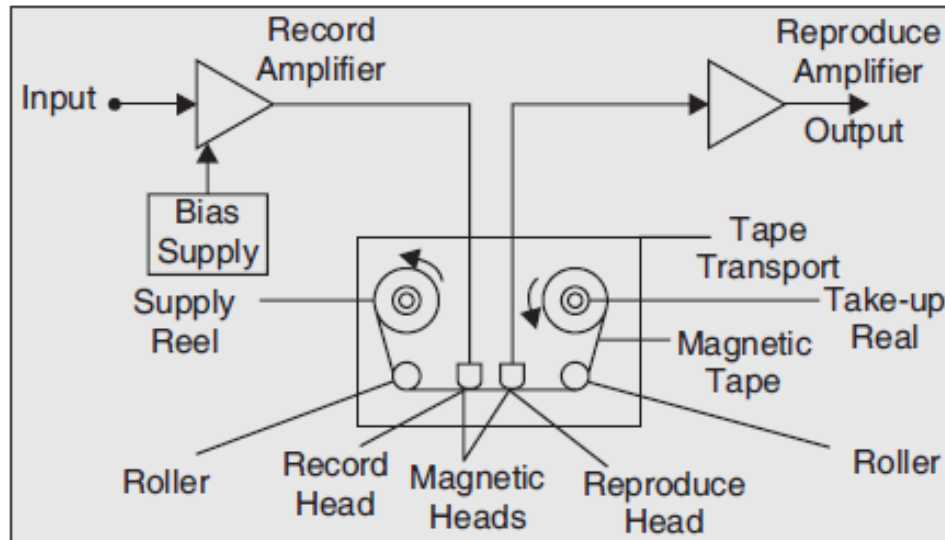 Record
Amplifier
Reproduce
Amplifier
Input
Output
Bias
Supply
Tape
Transport
Supply
Reel
Take-up
Real
Magnetic
Tape
Roller
Record
Head
Magnetic
Heads
Reproduce
Head
Roller